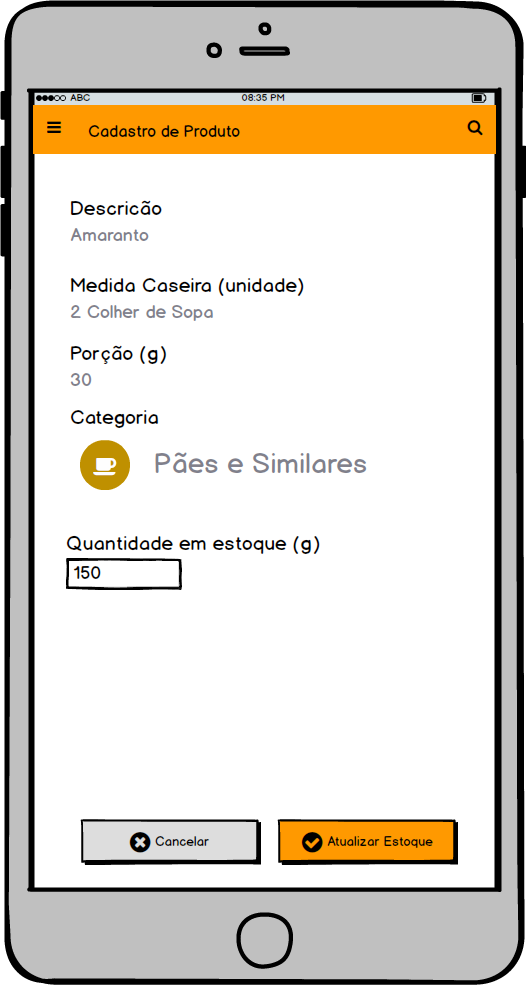 ABC 08:35 PM
Cadastro de Produto
Descricão
Amaranto
Medida Caseira (unidade)
2 Colher de Sopa
Porção (g)
30
Categoria
Pães e Similares
Quantidade em estoque (g)
150
Cancelar Atualizar Estoque